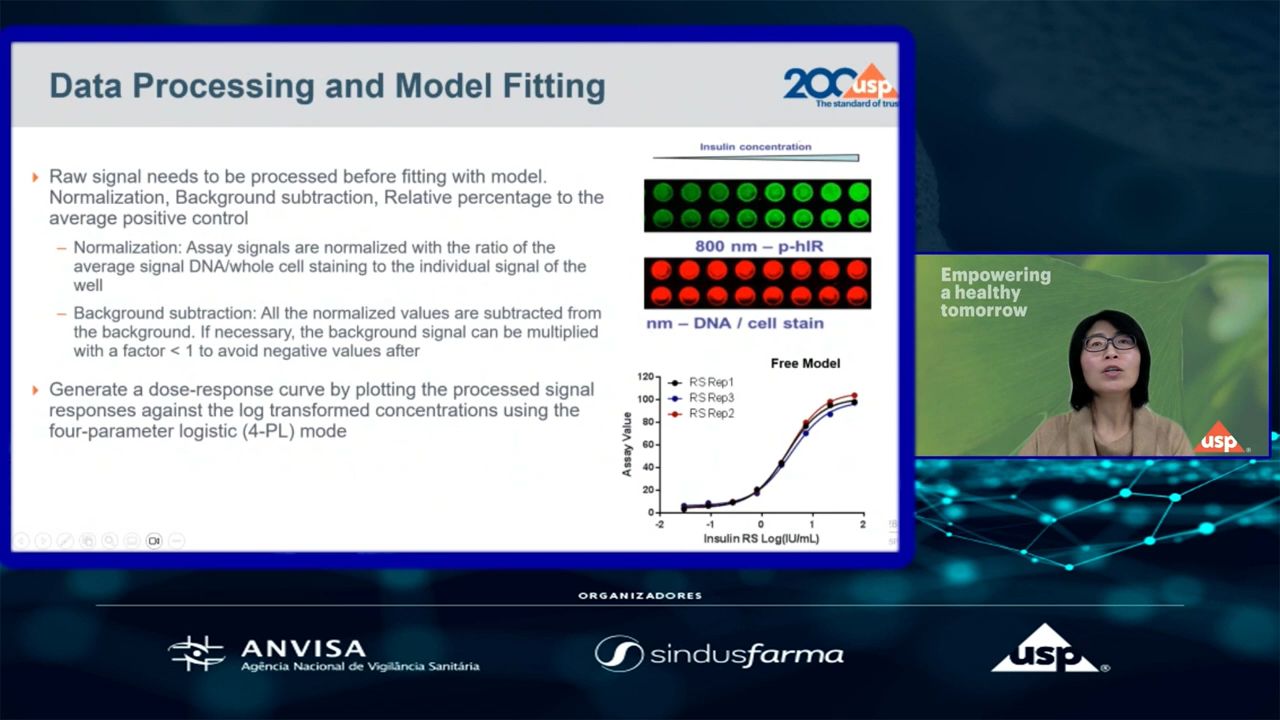 Data Processing and Model Fitting
200 usp
The standard of trus
Raw signal needs to be processed before fitting with model.
Normalization, Background subtraction, Relative percentage to the
average positive control
– Normalization: Assay signals are normalized with the ratio of the
average signal DNA/whole cell staining to the individual signal of the
well
– Background subtraction: All the normalized values are subtracted from
the background. If necessary, the background signal can be multiplied
with a factor < 1 to avoid negative values after
Generate a dose-response curve by plotting the processed signal
responses against the log transformed concentrations using the
four-parameter logistic (4-PL) mode
Insulin concentration
800 nm – p-hIR
nm – DNA / cell stain
Free Model
RS Rep1
RS Rep3
RS Rep2
Assay Value
120
100
80
60
40
20
0
-2 -1 0 1 2
Insulin RS Log(IU/mL)
Empowering
a healthy
tomorrow
usp®
ORGANIZADORES
ANVISA
Agência Nacional de Vigilância Sanitária
sindusfarma
usp®